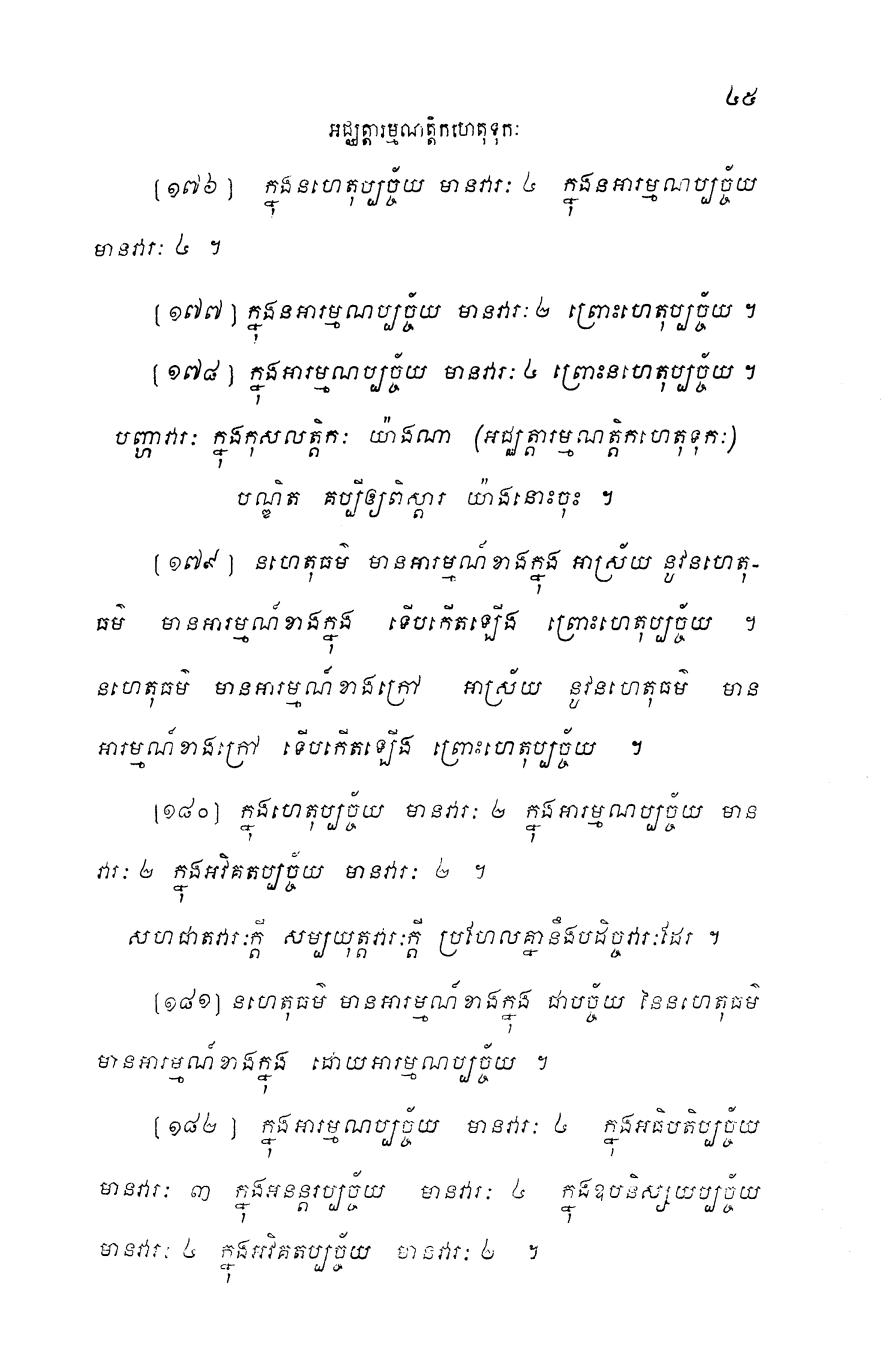 ៤៥
អជ្ឈត្តារម្មណត្តិកហេតុទុកៈ
[១៧៦] ក្នុងនហេតុប្បច្ច័យ មានវារៈ ៤ ក្នុងនអារម្មណប្បច្ច័យ
មានវារៈ ៤ ។
[១៧៧] ក្នុងនអារម្មណប្បច្ច័យ មានវារៈ ២ ព្រោះហេតុប្បច្ច័យ ។
[១៧៨] ក្នុងអារម្មណប្បច្ច័យ មានវារៈ ៤ ព្រោះនហេតុប្បច្ច័យ ។
បញ្ហាវារៈ ក្នុងកុសលត្តិកៈ យ៉ាងណា (អជ្ឈត្តារម្មណត្តិកហេតុទុកៈ)
បណ្ឌិត គប្បីឲ្យពិស្តារ យ៉ាងនោះចុះ ។
[១៧៩] នហេតុធម៌ មានអារម្មណ៍ខាងក្នុង អាស្រ័យ នូវនហេតុ-
ធម៌ មានអារម្មណ៍ខាងក្នុង ទើបកើតឡើង ព្រោះហេតុប្បច្ច័យ ។
នហេតុធម៌ មានអារម្មណ៍ខាងក្រៅ អាស្រ័យ នូវនហេតុធម៌ មាន
អារម្មណ៍ខាងក្រៅ ទើបកើតឡើង ព្រោះហេតុប្បច្ច័យ ។
[១៨០] ក្នុងហេតុប្បច្ច័យ មានវារៈ ២ ក្នុងអារម្មណប្បច្ច័យ មាន
វារៈ ២ ក្នុងអវិគតប្បច្ច័យ មានវារៈ ២ ។
សហជាតវារៈក្តី សម្បយុត្តវារៈក្តី ប្រហែលគ្នានឹងបដិច្ចវារៈដែរ ។
[១៨១] នហេតុធម៌ មានអារម្មណ៍ខាងក្នុង ជាបច្ច័យ នៃនហេតុធម៌
មានអារម្មណ៍ខាងក្នុង ដោយអារម្មណប្បច្ច័យ ។
[១៨២] ក្នុងអារម្មណប្បច្ច័យ មានវារៈ ៤ ក្នុងអធិបតិប្បច្ច័យ
មានវារៈ ៣ ក្នុងអនន្តរប្បច្ច័យ មានវារៈ ៤ ក្នុងឧបនិស្សយប្បច្ច័យ
មានវារៈ ៤ ក្នុងអវិគតប្បច្ច័យ មានវារៈ ២ ។